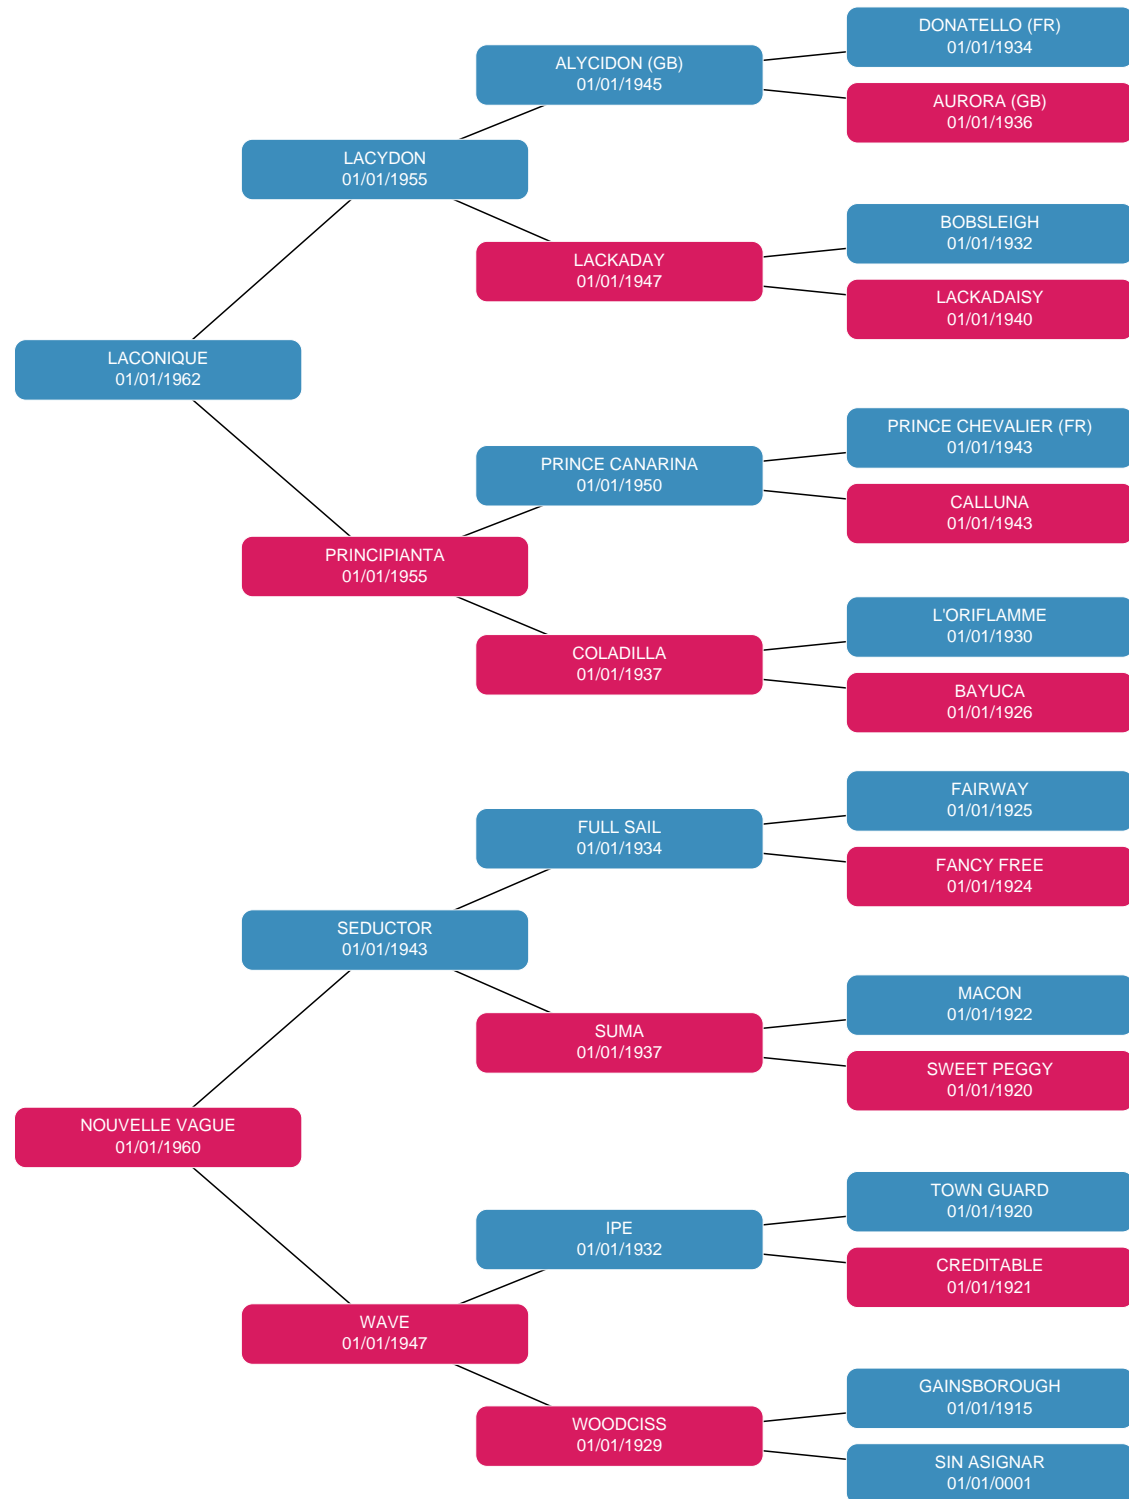 DONATELLO (FR)
01/01/1934
ALYCIDON (GB)
01/01/1945
AURORA (GB)
01/01/1936
LACYDON
01/01/1955
BOBSLEIGH
01/01/1932
LACKADAY
01/01/1947
LACKADAISY
01/01/1940
LACONIQUE
01/01/1962
PRINCE CHEVALIER (FR)
01/01/1943
PRINCE CANARINA
01/01/1950
CALLUNA
01/01/1943
PRINCIPIANTA
01/01/1955
L'ORIFLAMME
01/01/1930
COLADILLA
01/01/1937
BAYUCA
01/01/1926
FAIRWAY
01/01/1925
FULL SAIL
01/01/1934
FANCY FREE
01/01/1924
SEDUCTOR
01/01/1943
MACON
01/01/1922
SUMA
01/01/1937
SWEET PEGGY
01/01/1920
NOUVELLE VAGUE
01/01/1960
TOWN GUARD
01/01/1920
IPE
01/01/1932
CREDITABLE
01/01/1921
WAVE
01/01/1947
GAINSBOROUGH
01/01/1915
WOODCISS
01/01/1929
SIN ASIGNAR
01/01/0001